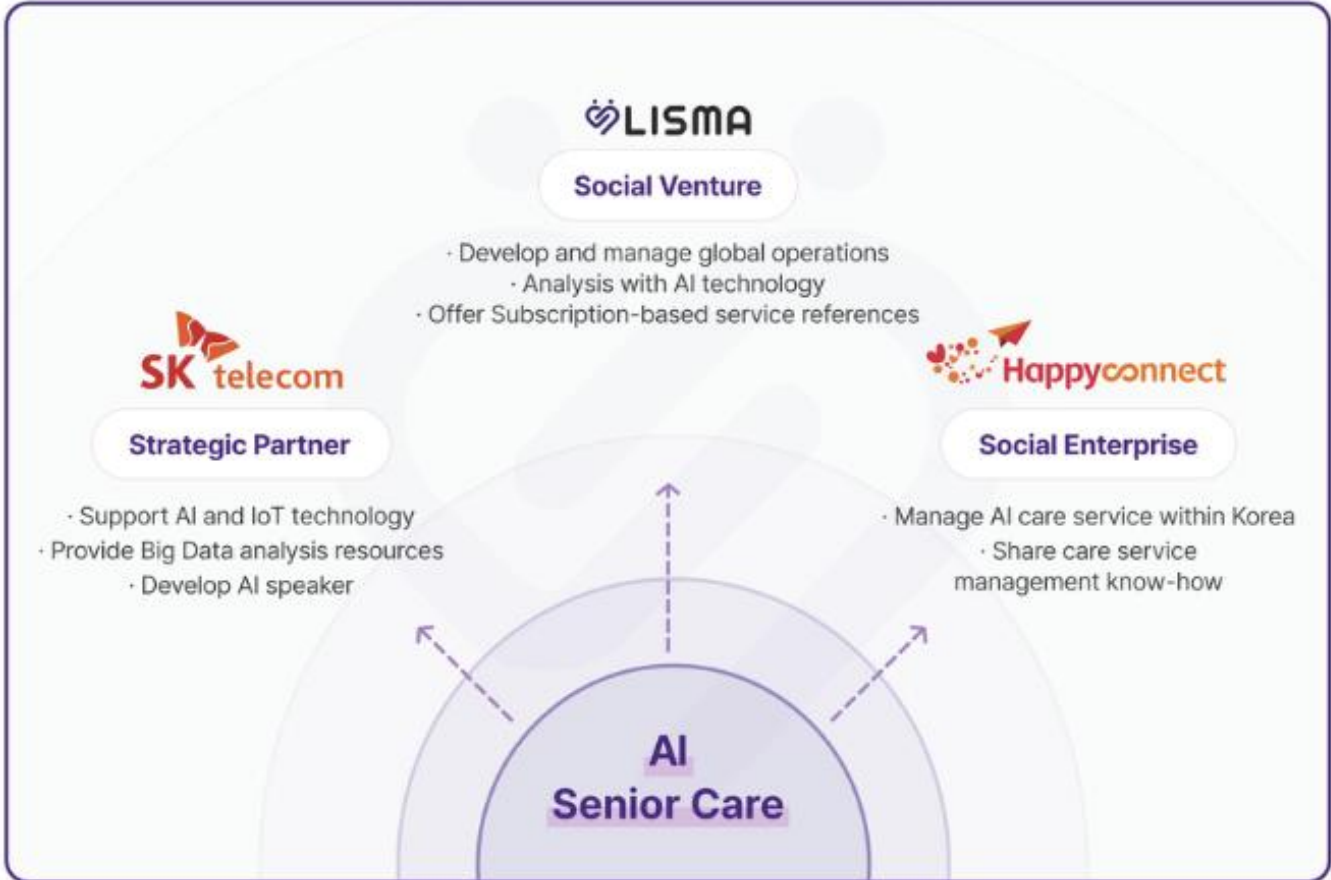 LISMA
Social Venture
· Develop and manage global operations
· Analysis with AI technology
· Offer Subscription-based service references
SK telecom
Strategic Partner
· Support AI and IoT technology
· Provide Big Data analysis resources
· Develop AI speaker
Happyconnect
Social Enterprise
· Manage AI care service within Korea
· Share care service
management know-how
AI
Senior Care